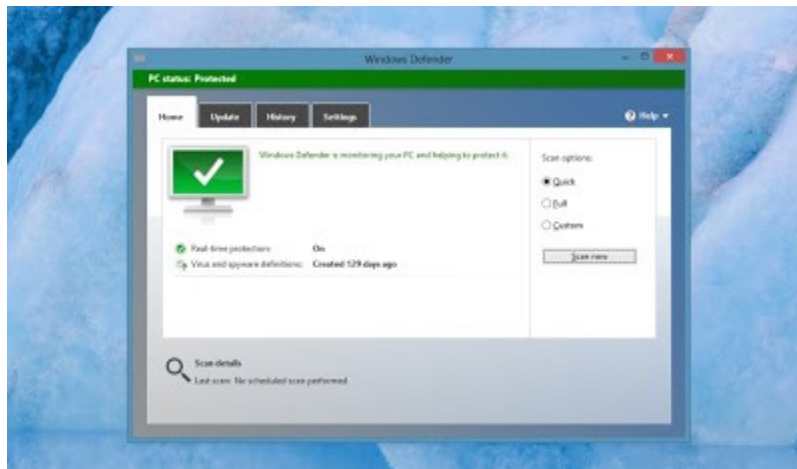 Windows Defender
PC status: Protected
Home Update History Settings
Help
Windows Defender is monitoring your PC and helping to protect it.
Scan options:
Quick
Full
Custom
Scan now
Real-time protection: On
Virus and spyware definitions: Created 129 days ago
Scan details
Last scan: No scheduled scan performed